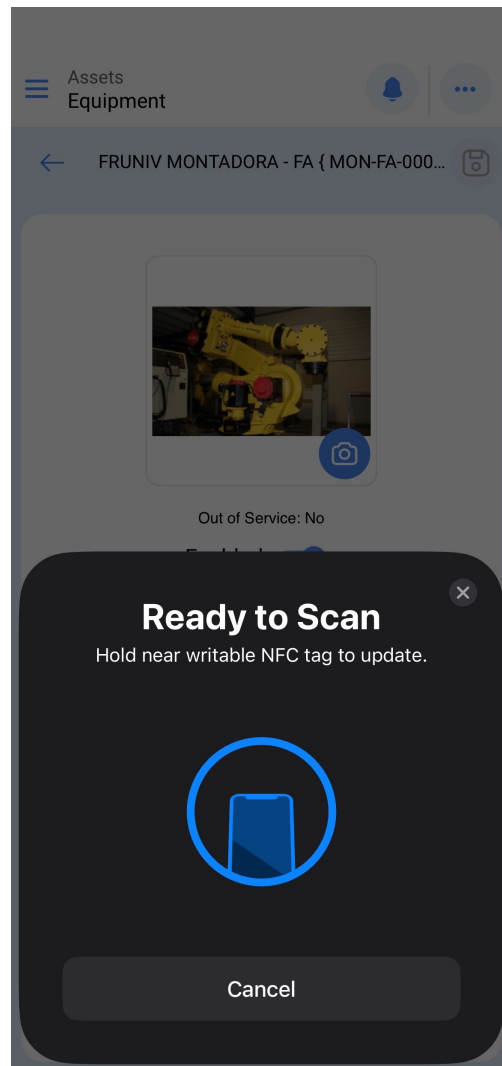 Assets
Equipment
FRUNIV MONTADORA - FA { MON-FA-000...
Out of Service: No
Ready to Scan
Hold near writable NFC tag to update.
Cancel